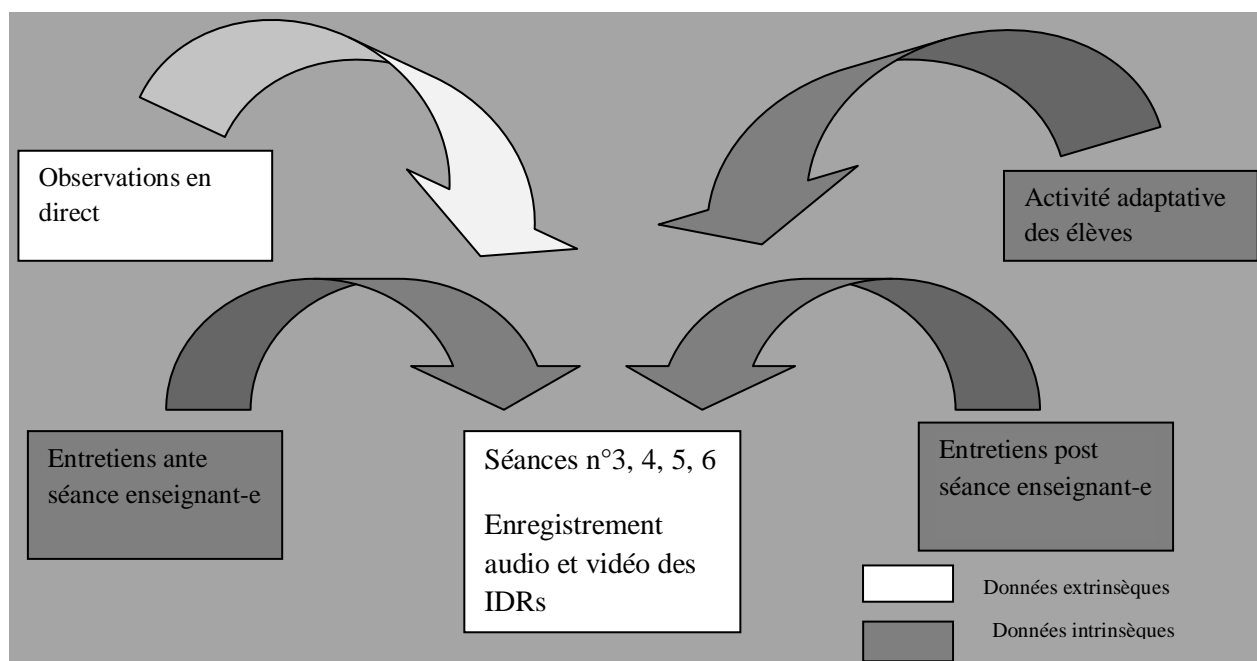 Observations en
direct
Activité adaptative
des élèves
Entretiens ante
séance enseignant-e
Séances n°3, 4, 5, 6
Enregistrement
audio et vidéo des
IDRs
Entretiens post
séance enseignant-e
Données extrinsèques
Données intrinsèques